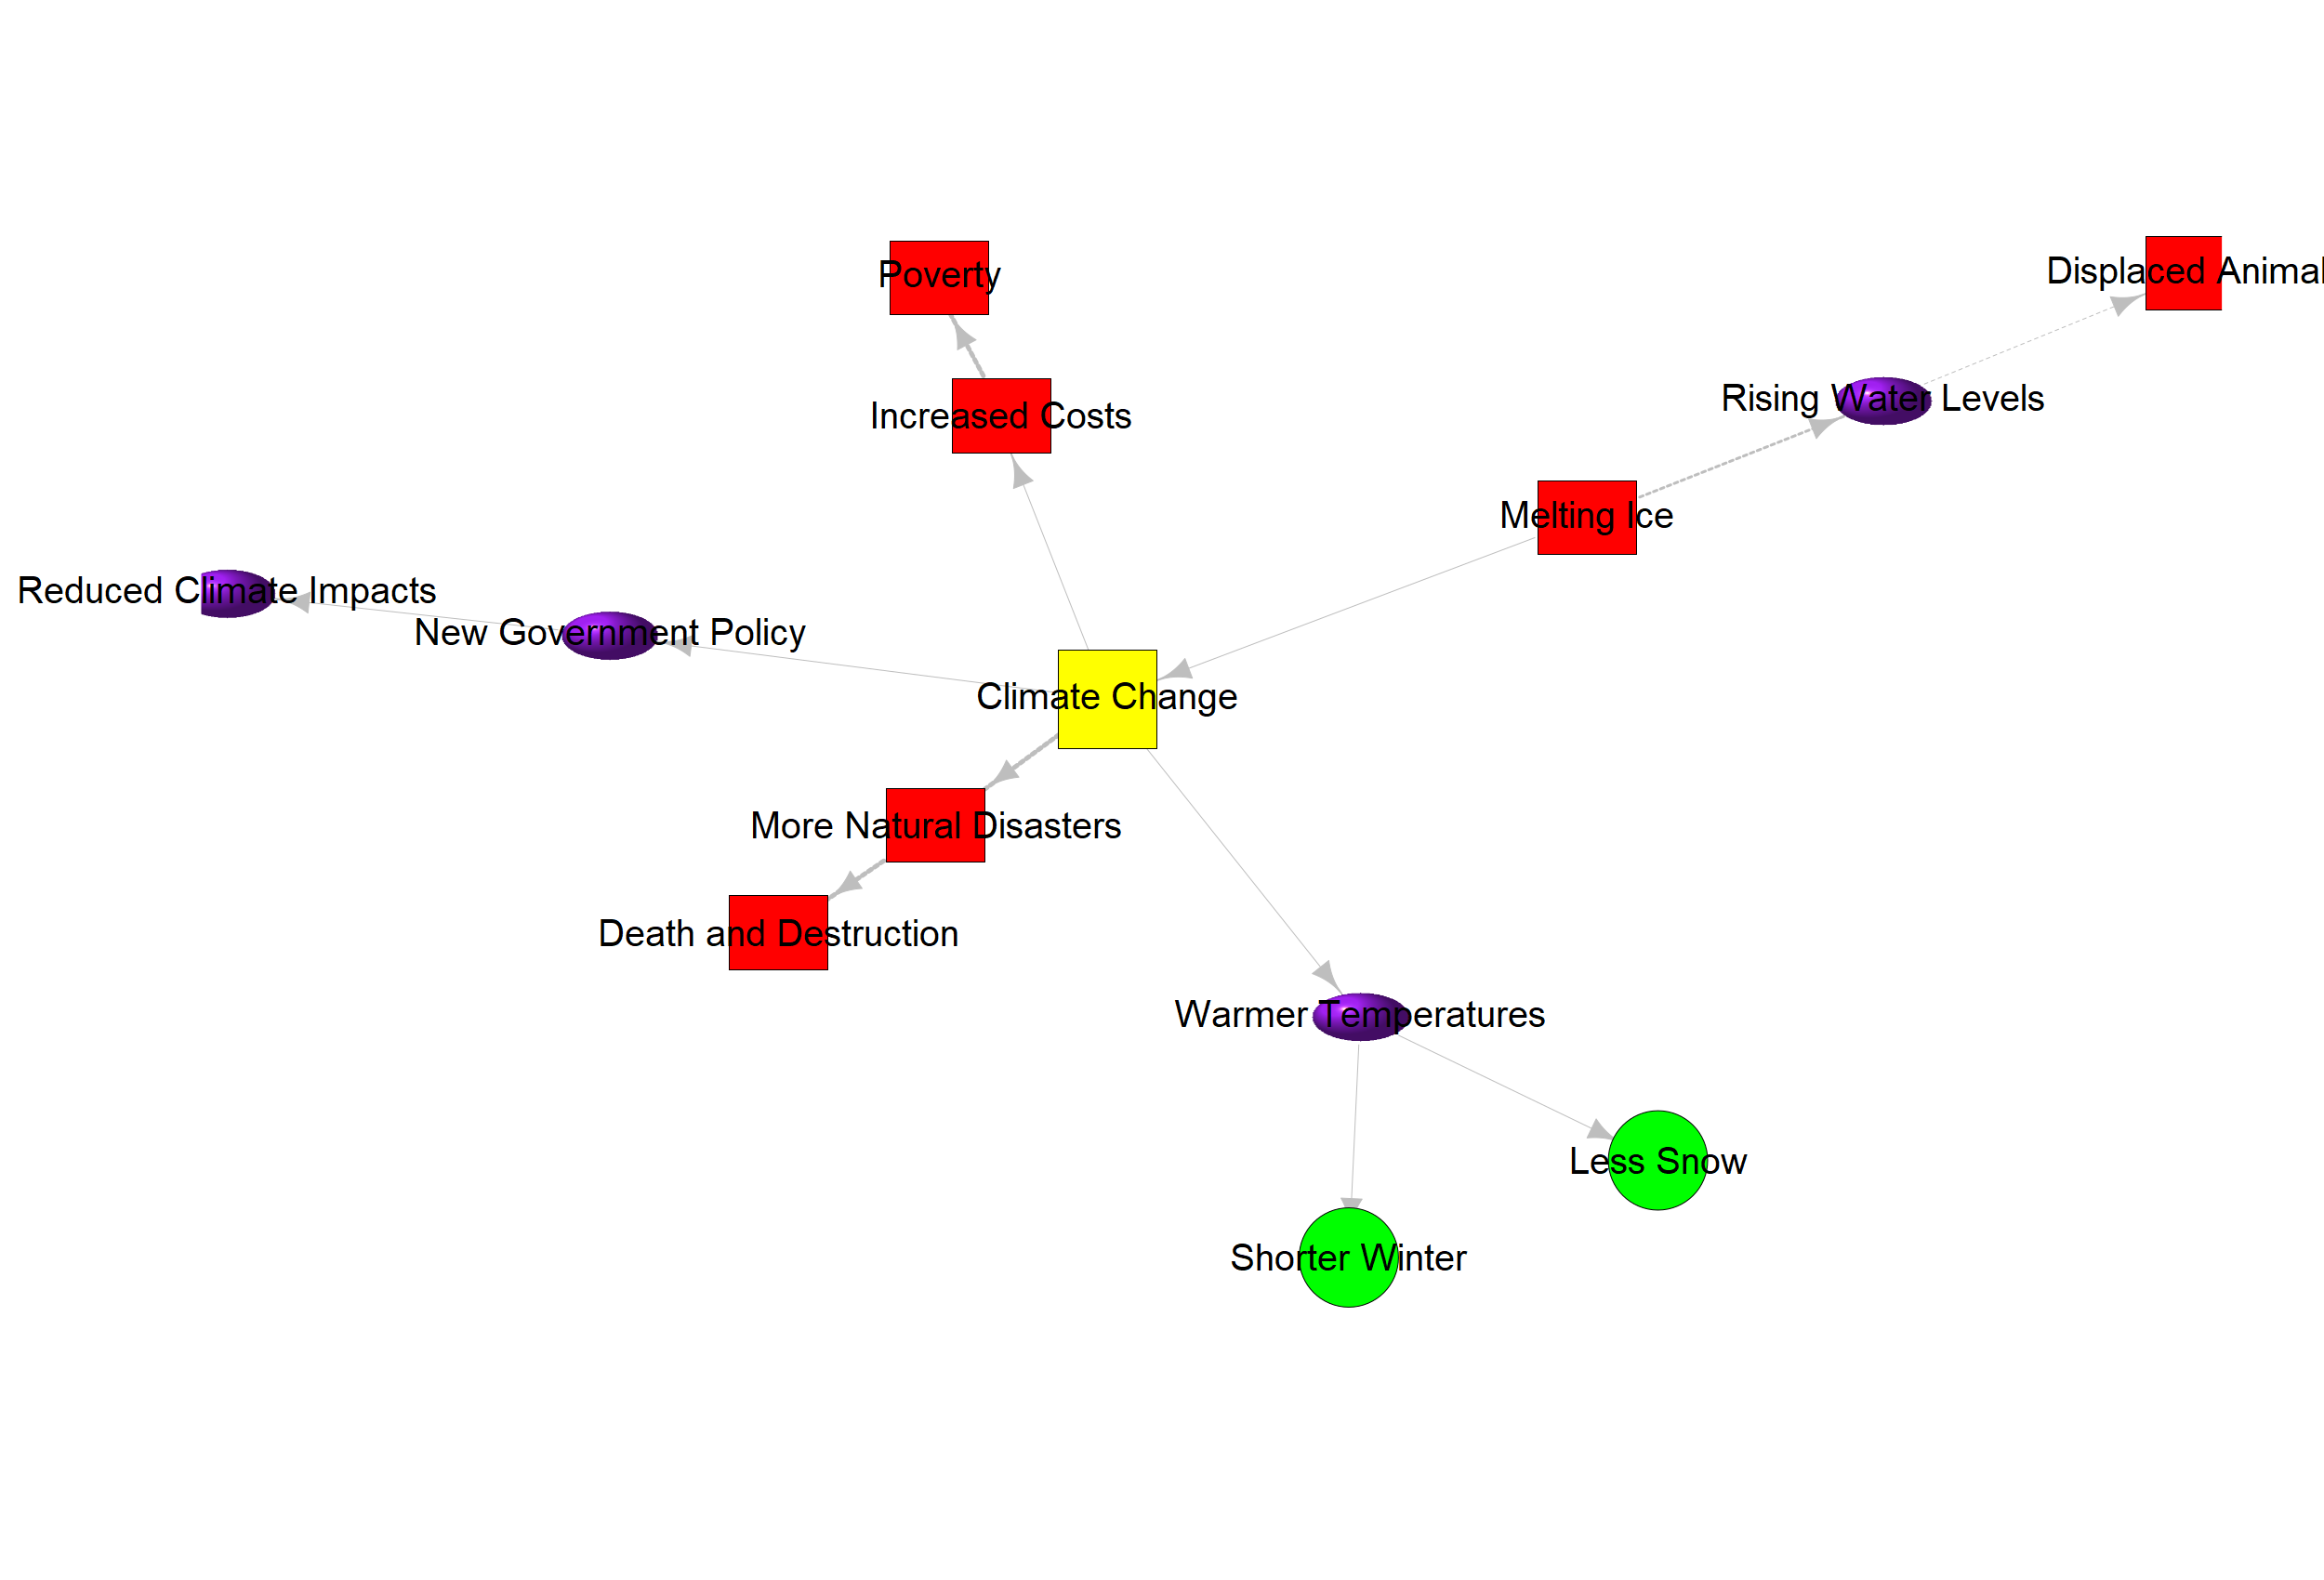 Displaced Animal
Poverty
Rising Water Levels
Increased Costs
Melting Ice
Reduced Climate Impacts
New Government Policy
Climate Change
More Natural Disasters
Death and Destruction
Warmer Temperatures
Less Snow
Shorter Winter